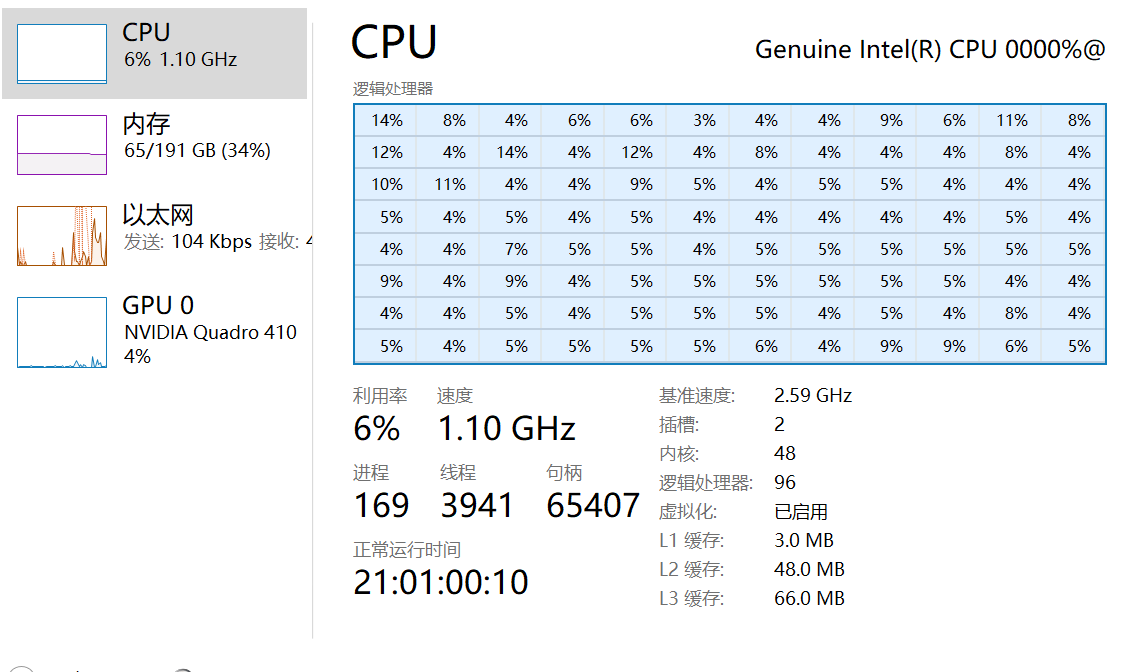 CPU
6% 1.10 GHz
内存
65/191 GB (34%)
以太网
发送: 104 Kbps 接收:
GPU 0
NVIDIA Quadro 410
4%
CPU
Genuine Intel(R) CPU 0000%@
逻辑处理器
14% 8% 4% 6% 6% 3% 4% 4% 9% 6% 11% 8%
12% 4% 14% 4% 12% 4% 8% 4% 4% 4% 8% 4%
10% 11% 4% 4% 9% 5% 4% 5% 5% 4% 4% 4%
5% 4% 5% 4% 5% 4% 4% 4% 4% 4% 5% 4%
4% 4% 7% 5% 5% 4% 5% 5% 5% 5% 5% 5%
9% 4% 9% 4% 5% 5% 5% 5% 5% 5% 4% 4%
4% 4% 5% 4% 5% 5% 5% 4% 5% 4% 8% 4%
5% 4% 5% 5% 5% 5% 6% 4% 9% 9% 6% 5%
利用率 速度
6% 1.10 GHz
进程 线程 句柄
169 3941 65407
正常运行时间
21:01:00:10
基准速度: 2.59 GHz
插槽: 2
内核: 48
逻辑处理器: 96
虚拟化: 已启用
L1 缓存: 3.0 MB
L2 缓存: 48.0 MB
L3 缓存: 66.0 MB